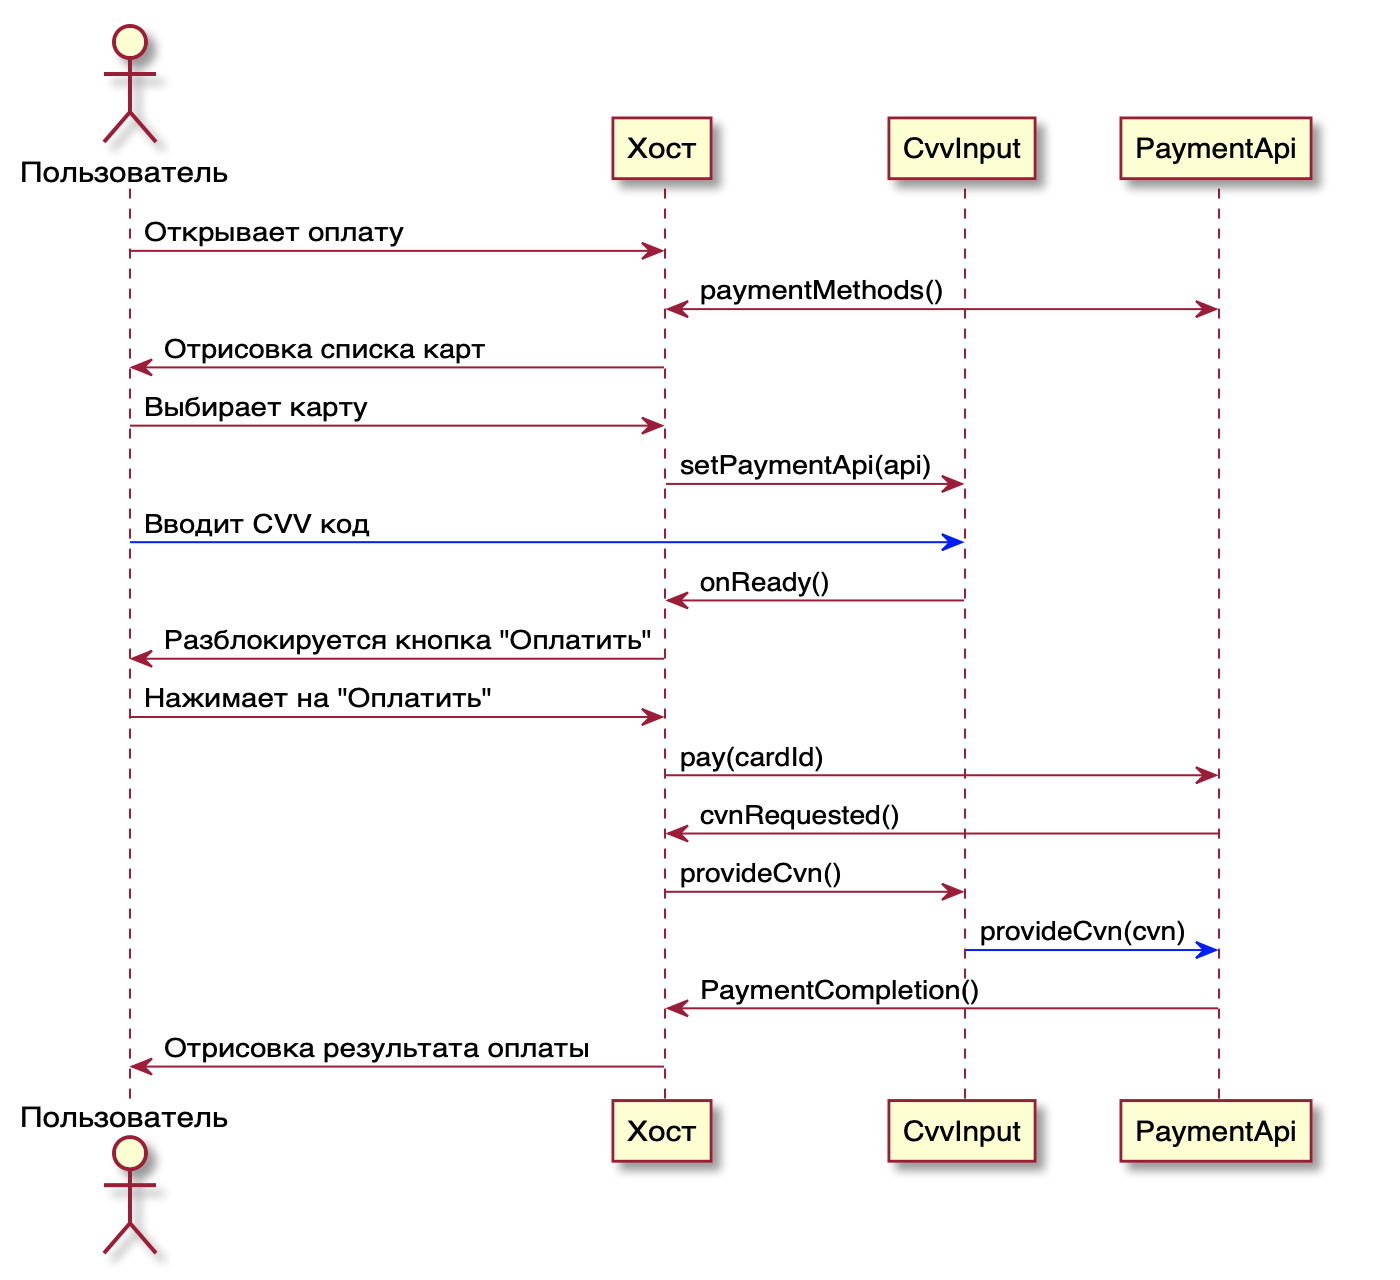 Пользователь
Хост
CvvInput
PaymentApi
Открывает оплату
paymentMethods()
Отрисовка списка карт
Выбирает карту
setPaymentApi(api)
Вводит CVV код
onReady()
Разблокируется кнопка "Оплатить"
Нажимает на "Оплатить"
pay(cardId)
cvnRequested()
provideCvn()
provideCvn(cvn)
PaymentCompletion()
Отрисовка результата оплаты
Пользователь
Хост
CvvInput
PaymentApi